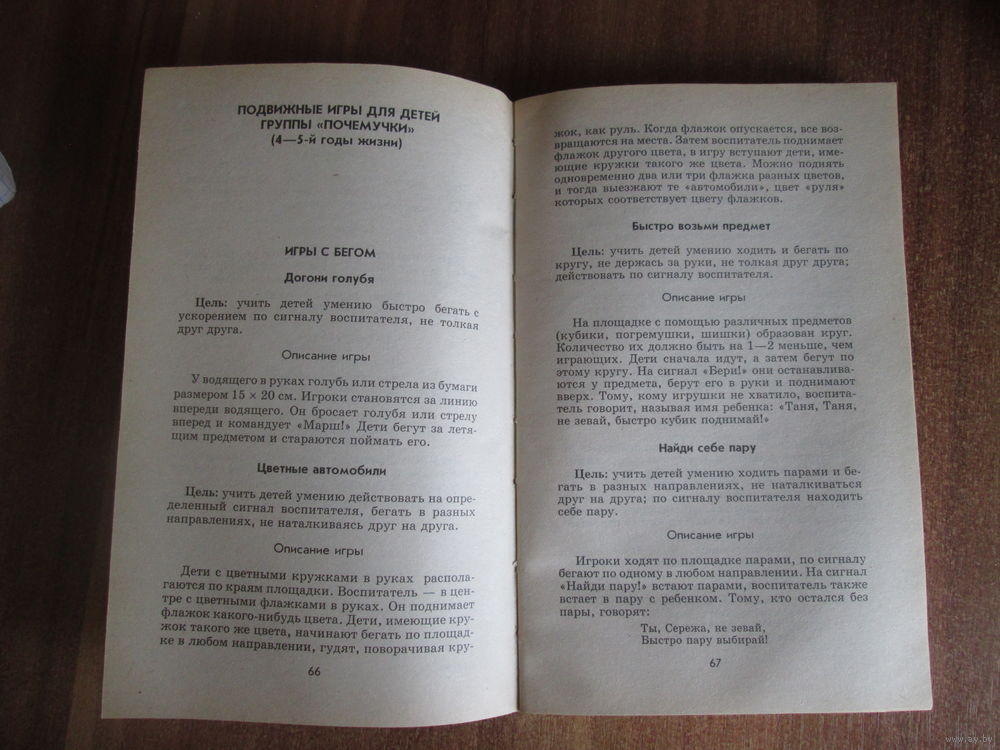 ПОДВИЖНЫЕ ИГРЫ ДЛЯ ДЕТЕЙ
ГРУППЫ «ПОЧЕМУЧКИ»
(4—5-й годы жизни)
ИГРЫ С БЕГОМ
Догони голубя
Цель: учить детей умению быстро бегать с
ускорением по сигналу воспитателя, не толкая
друг друга.
Описание игры
У водящего в руках голубь или стрела из бумаги
размером 15 × 20 см. Игроки становятся за линию
впереди водящего. Он бросает голубя или стрелу
вперед и командует «Марш!» Дети бегут за летя-
щим предметом и стараются поймать его.
Цветные автомобили
Цель: учить детей умению действовать на опре-
деленный сигнал воспитателя, бегать в разных
направлениях, не наталкиваясь друг на друга.
Описание игры
Дети с цветными кружками в руках распола-
гаются по краям площадки. Воспитатель — в цен-
тре с цветными флажками в руках. Он поднимает
флажок какого-нибудь цвета. Дети, имеющие кру-
жок такого же цвета, начинают бегать по площад-
ке в любом направлении, гудят, поворачивая кру-
66
жок, как руль. Когда флажок опускается, все воз-
вращаются на места. Затем воспитатель поднимает
флажок другого цвета, в игру вступают дети, име-
ющие кружки такого же цвета. Можно поднять
одновременно два или три флажка разных цветов,
и тогда выезжают те «автомобили», цвет «руля»
которых соответствует цвету флажков.
Быстро возьми предмет
Цель: учить детей умению ходить и бегать по
кругу, не держась за руки, не толкая друг друга;
действовать по сигналу воспитателя.
Описание игры
На площадке с помощью различных предметов
(кубики, погремушки, шишки) образован круг.
Количество их должно быть на 1—2 меньше, чем
играющих. Дети сначала идут, а затем бегут по
этому кругу. На сигнал «Бери!» они останавлива-
ются у предмета, берут его в руки и поднимают
вверх. Тому, кому игрушки не хватило, воспита-
тель говорит, называя имя ребенка: «Таня, Таня,
не зевай, быстро кубик поднимай!»
Найди себе пару
Цель: учить детей умению ходить парами и бе-
гать в разных направлениях, не наталкиваться
друг на друга; по сигналу воспитателя находить
себе пару.
Описание игры
Игроки ходят по площадке парами, по сигналу
бегают по одному в любом направлении. На сигнал
«Найди пару!» встают парами, воспитатель также
встает в пару с ребенком. Тому, кто остался без
пары, говорят:
Ты, Сережа, не зевай,
Быстро пару выбирай!
67
www.ay.by